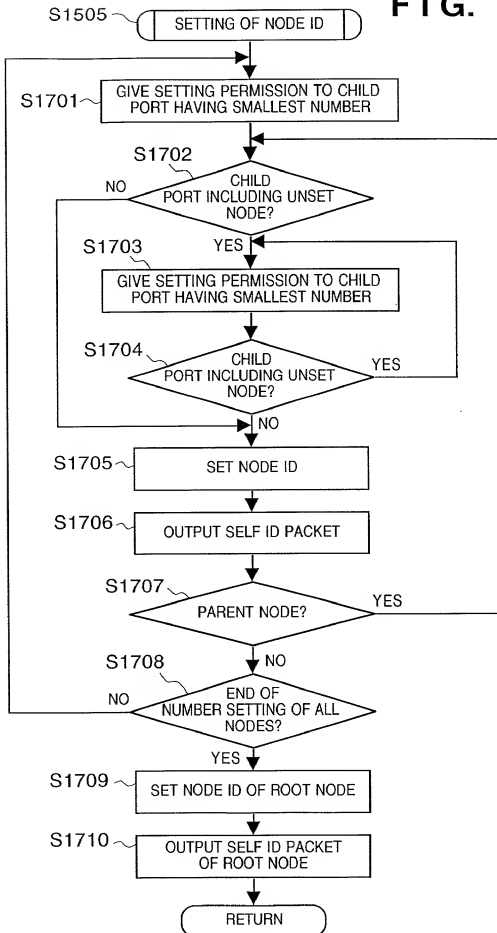 FIG.
S1505
SETTING OF NODE ID
S1701
GIVE SETTING PERMISSION TO CHILD
PORT HAVING SMALLEST NUMBER
S1702
CHILD
PORT INCLUDING UNSET
NODE?
NO
YES
S1703
GIVE SETTING PERMISSION TO CHILD
PORT HAVING SMALLEST NUMBER
S1704
CHILD
PORT INCLUDING UNSET
NODE?
YES
NO
S1705
SET NODE ID
S1706
OUTPUT SELF ID PACKET
S1707
PARENT NODE?
YES
NO
S1708
END OF
NUMBER SETTING OF ALL
NODES?
NO
YES
S1709
SET NODE ID OF ROOT NODE
S1710
OUTPUT SELF ID PACKET
OF ROOT NODE
RETURN